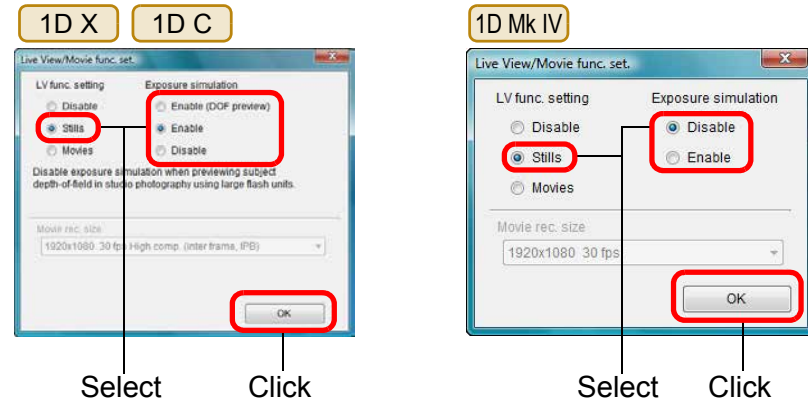 1D X
1D C
Live View/Movie func. set.
LV func. setting
Exposure simulation
Disable
Enable (DOF preview)
Stills
Enable
Movies
Disable
Disable exposure simulation when previewing subject
depth-of-field in studio photography using large flash units.
Movie rec. size
1920x1080 30 fps High comp. (inter frame, IPB)
OK
Select
Click
1D Mk IV
Live View/Movie func. set.
LV func. setting
Exposure simulation
Disable
Disable
Stills
Enable
Movies
Movie rec. size
1920x1080 30 fps
OK
Select
Click